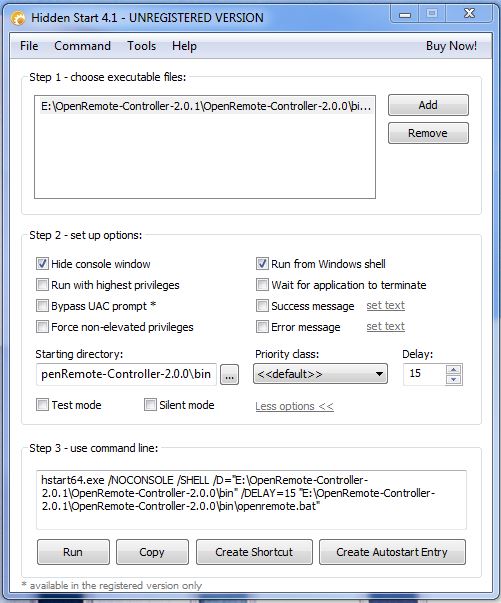 Hidden Start 4.1 - UNREGISTERED VERSION
File Command Tools Help Buy Now!
Step 1 - choose executable files:
E:\OpenRemote-Controller-2.0.1\OpenRemote-Controller-2.0.0\bi...
Add
Remove
Step 2 - set up options:
Hide console window Run from Windows shell
Run with highest privileges Wait for application to terminate
Bypass UAC prompt * Success message set text
Force non-elevated privileges Error message set text
Starting directory: Priority class: Delay:
penRemote-Controller-2.0.0\bin ... <<default>> 15
Test mode Silent mode Less options <<
Step 3 - use command line:
hstart64.exe /NOCONSOLE /SHELL /D="E:\OpenRemote-Controller-
2.0.1\OpenRemote-Controller-2.0.0\bin" /DELAY=15 "E:\OpenRemote-Controller-
2.0.1\OpenRemote-Controller-2.0.0\bin\openremote.bat"
Run Copy Create Shortcut Create Autostart Entry
* available in the registered version only